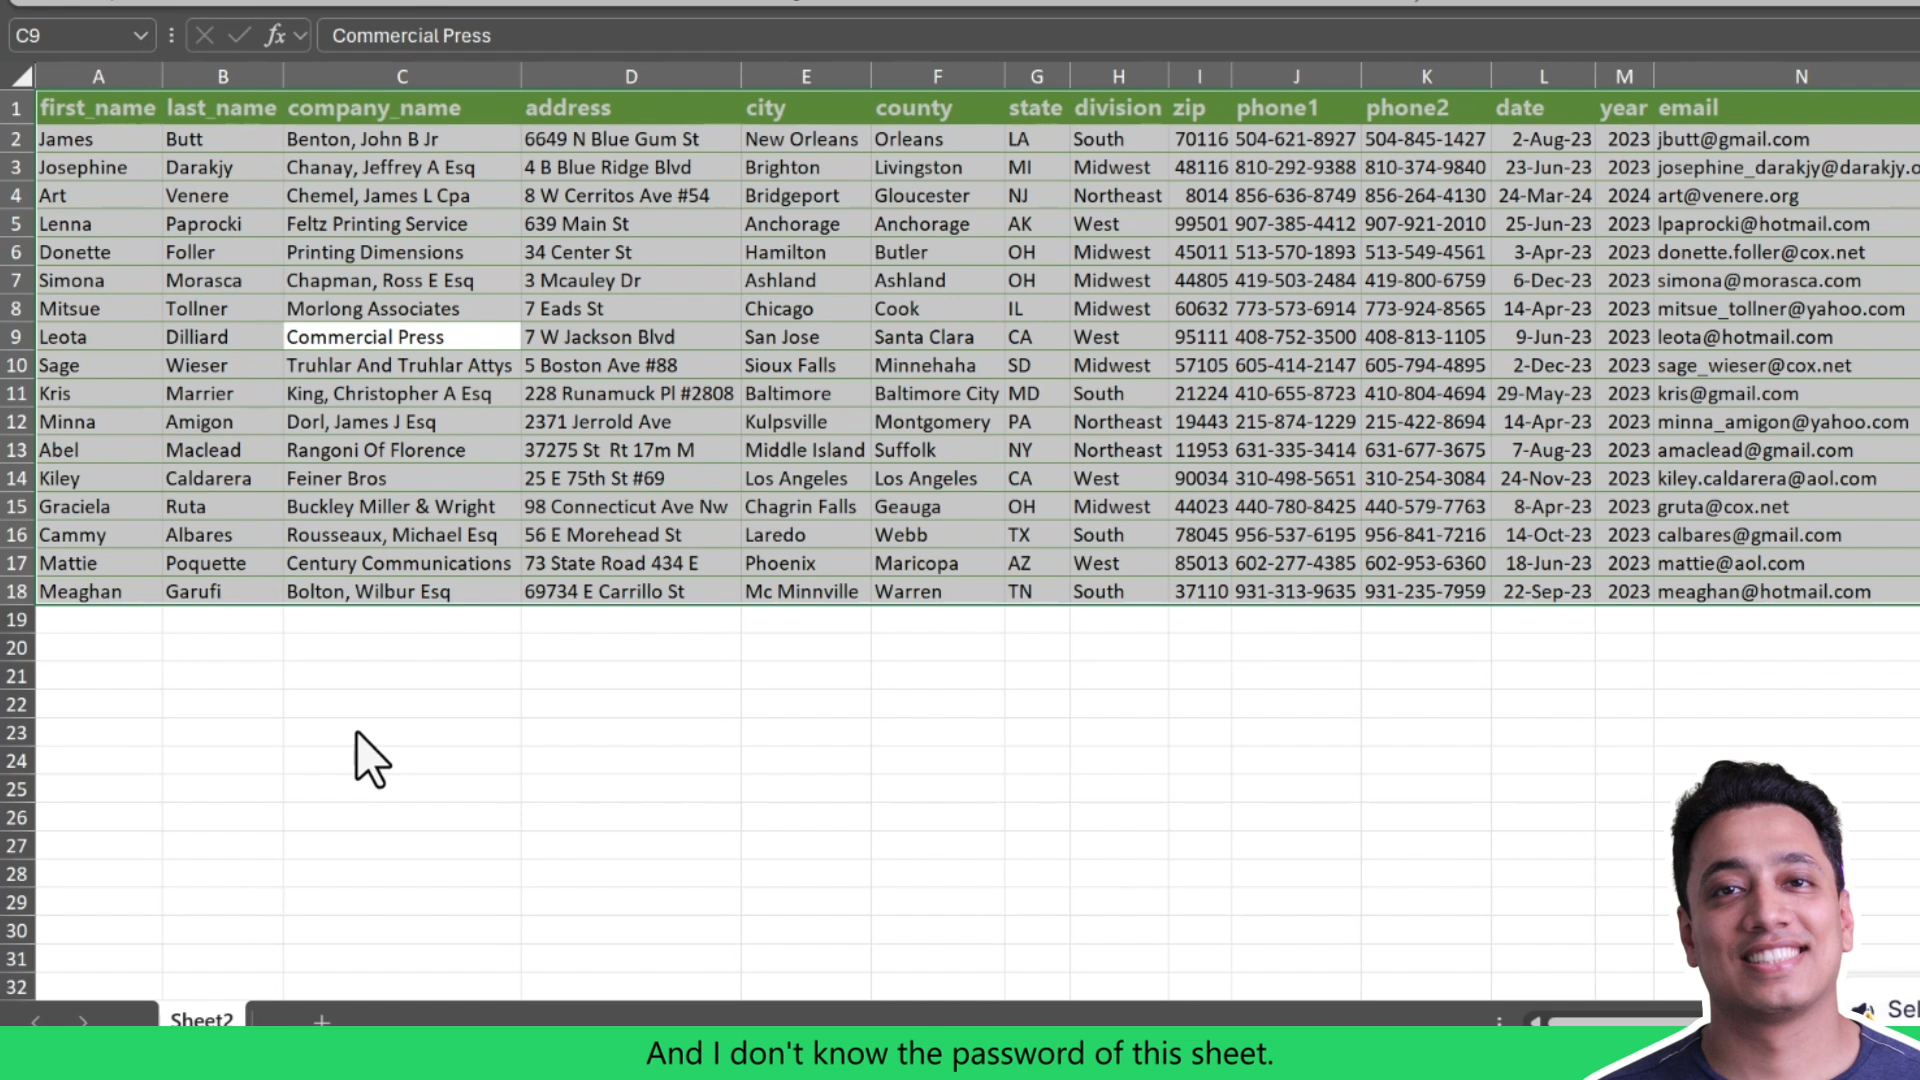 C9 fx Commercial Press
A B C D E F G H I J K L M N
1 first_name last_name company_name address city county state division zip phone1 phone2 date year email
2 James Butt Benton, John B Jr 6649 N Blue Gum St New Orleans Orleans LA South 70116 504-621-8927 504-845-1427 2-Aug-23 2023 jbutt@gmail.com
3 Josephine Darakjy Chanay, Jeffrey A Esq 4 B Blue Ridge Blvd Brighton Livingston MI Midwest 48116 810-292-9388 810-374-9840 23-Jun-23 2023 josephine_darakjy@darakjy.o
4 Art Venere Chemel, James L Cpa 8 W Cerritos Ave #54 Bridgeport Gloucester NJ Northeast 8014 856-636-8749 856-264-4130 24-Mar-24 2024 art@venere.org
5 Lenna Paprocki Feltz Printing Service 639 Main St Anchorage Anchorage AK West 99501 907-385-4412 907-921-2010 25-Jun-23 2023 lpaprocki@hotmail.com
6 Donette Foller Printing Dimensions 34 Center St Hamilton Butler OH Midwest 45011 513-570-1893 513-549-4561 3-Apr-23 2023 donette.foller@cox.net
7 Simona Morasca Chapman, Ross E Esq 3 Mcauley Dr Ashland Ashland OH Midwest 44805 419-503-2484 419-800-6759 6-Dec-23 2023 simona@morasca.com
8 Mitsue Tollner Morlong Associates 7 Eads St Chicago Cook IL Midwest 60632 773-573-6914 773-924-8565 14-Apr-23 2023 mitsue_tollner@yahoo.com
9 Leota Dilliard Commercial Press 7 W Jackson Blvd San Jose Santa Clara CA West 95111 408-752-3500 408-813-1105 9-Jun-23 2023 leota@hotmail.com
10 Sage Wieser Truhlar And Truhlar Attys 5 Boston Ave #88 Sioux Falls Minnehaha SD Midwest 57105 605-414-2147 605-794-4895 2-Dec-23 2023 sage_wieser@cox.net
11 Kris Marrier King, Christopher A Esq 228 Runamuck Pl #2808 Baltimore Baltimore City MD South 21224 410-655-8723 410-804-4694 29-May-23 2023 kris@gmail.com
12 Minna Amigon Dorl, James J Esq 2371 Jerrold Ave Kulpsville Montgomery PA Northeast 19443 215-874-1229 215-422-8694 14-Apr-23 2023 minna_amigon@yahoo.com
13 Abel Maclead Rangoni Of Florence 37275 St Rt 17m M Middle Island Suffolk NY Northeast 11953 631-335-3414 631-677-3675 7-Aug-23 2023 amaclead@gmail.com
14 Kiley Caldarera Feiner Bros 25 E 75th St #69 Los Angeles Los Angeles CA West 90034 310-498-5651 310-254-3084 24-Nov-23 2023 kiley.caldarera@aol.com
15 Graciela Ruta Buckley Miller & Wright 98 Connecticut Ave Nw Chagrin Falls Geauga OH Midwest 44023 440-780-8425 440-579-7763 8-Apr-23 2023 gruta@cox.net
16 Cammy Albares Rousseaux, Michael Esq 56 E Morehead St Laredo Webb TX South 78045 956-537-6195 956-841-7216 14-Oct-23 2023 calbares@gmail.com
17 Mattie Poquette Century Communications 73 State Road 434 E Phoenix Maricopa AZ West 85013 602-277-4385 602-953-6360 18-Jun-23 2023 mattie@aol.com
18 Meaghan Garufi Bolton, Wilbur Esq 69734 E Carrillo St Mc Minnville Warren TN South 37110 931-313-9635 931-235-7959 22-Sep-23 2023 meaghan@hotmail.com
19
20
21
22
23
24
25
26
27
28
29
30
31
32
Sheet2
And I don't know the password of this sheet.